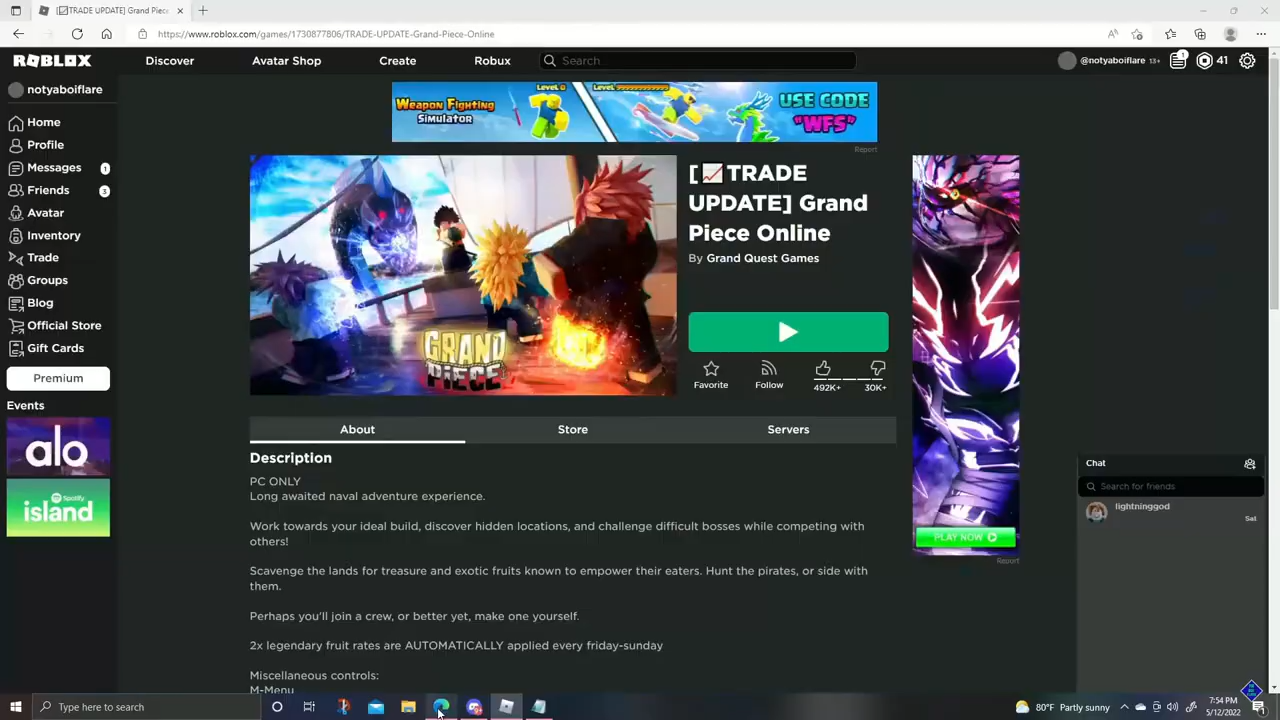 [📈TRADE UPDATE] Grand Piece
https://www.roblox.com/games/1730877806/TRADE-UPDATE-Grand-Piece-Online
ROBLOX
Discover
Avatar Shop
Create
Robux
Search...
@notyaboiflare 13+
1
41
notyaboiflare
Home
Profile
Messages
1
Friends
3
Avatar
Inventory
Trade
Groups
Blog
Official Store
Gift Cards
Premium
Events
alo
Spotify
island
Weapon Fighting
Simulator
Level 0
USE CODE
"WFS"
Report
GRAND
PIECE
[📈TRADE
UPDATE] Grand
Piece Online
By Grand Quest Games
Favorite
Follow
492K+
30K+
PLAY NOW
Report
About
Store
Servers
Description
PC ONLY
Long awaited naval adventure experience.
Work towards your ideal build, discover hidden locations, and challenge difficult bosses while competing with
others!
Scavenge the lands for treasure and exotic fruits known to empower their eaters. Hunt the pirates, or side with
them.
Perhaps you'll join a crew, or better yet, make one yourself.
2x legendary fruit rates are AUTOMATICALLY applied every friday-sunday
Miscellaneous controls:
M-Menu
Chat
Search for friends
lightninggod
Sat
Type here to search
80°F Partly sunny
7:54 PM
5/12/2022
1